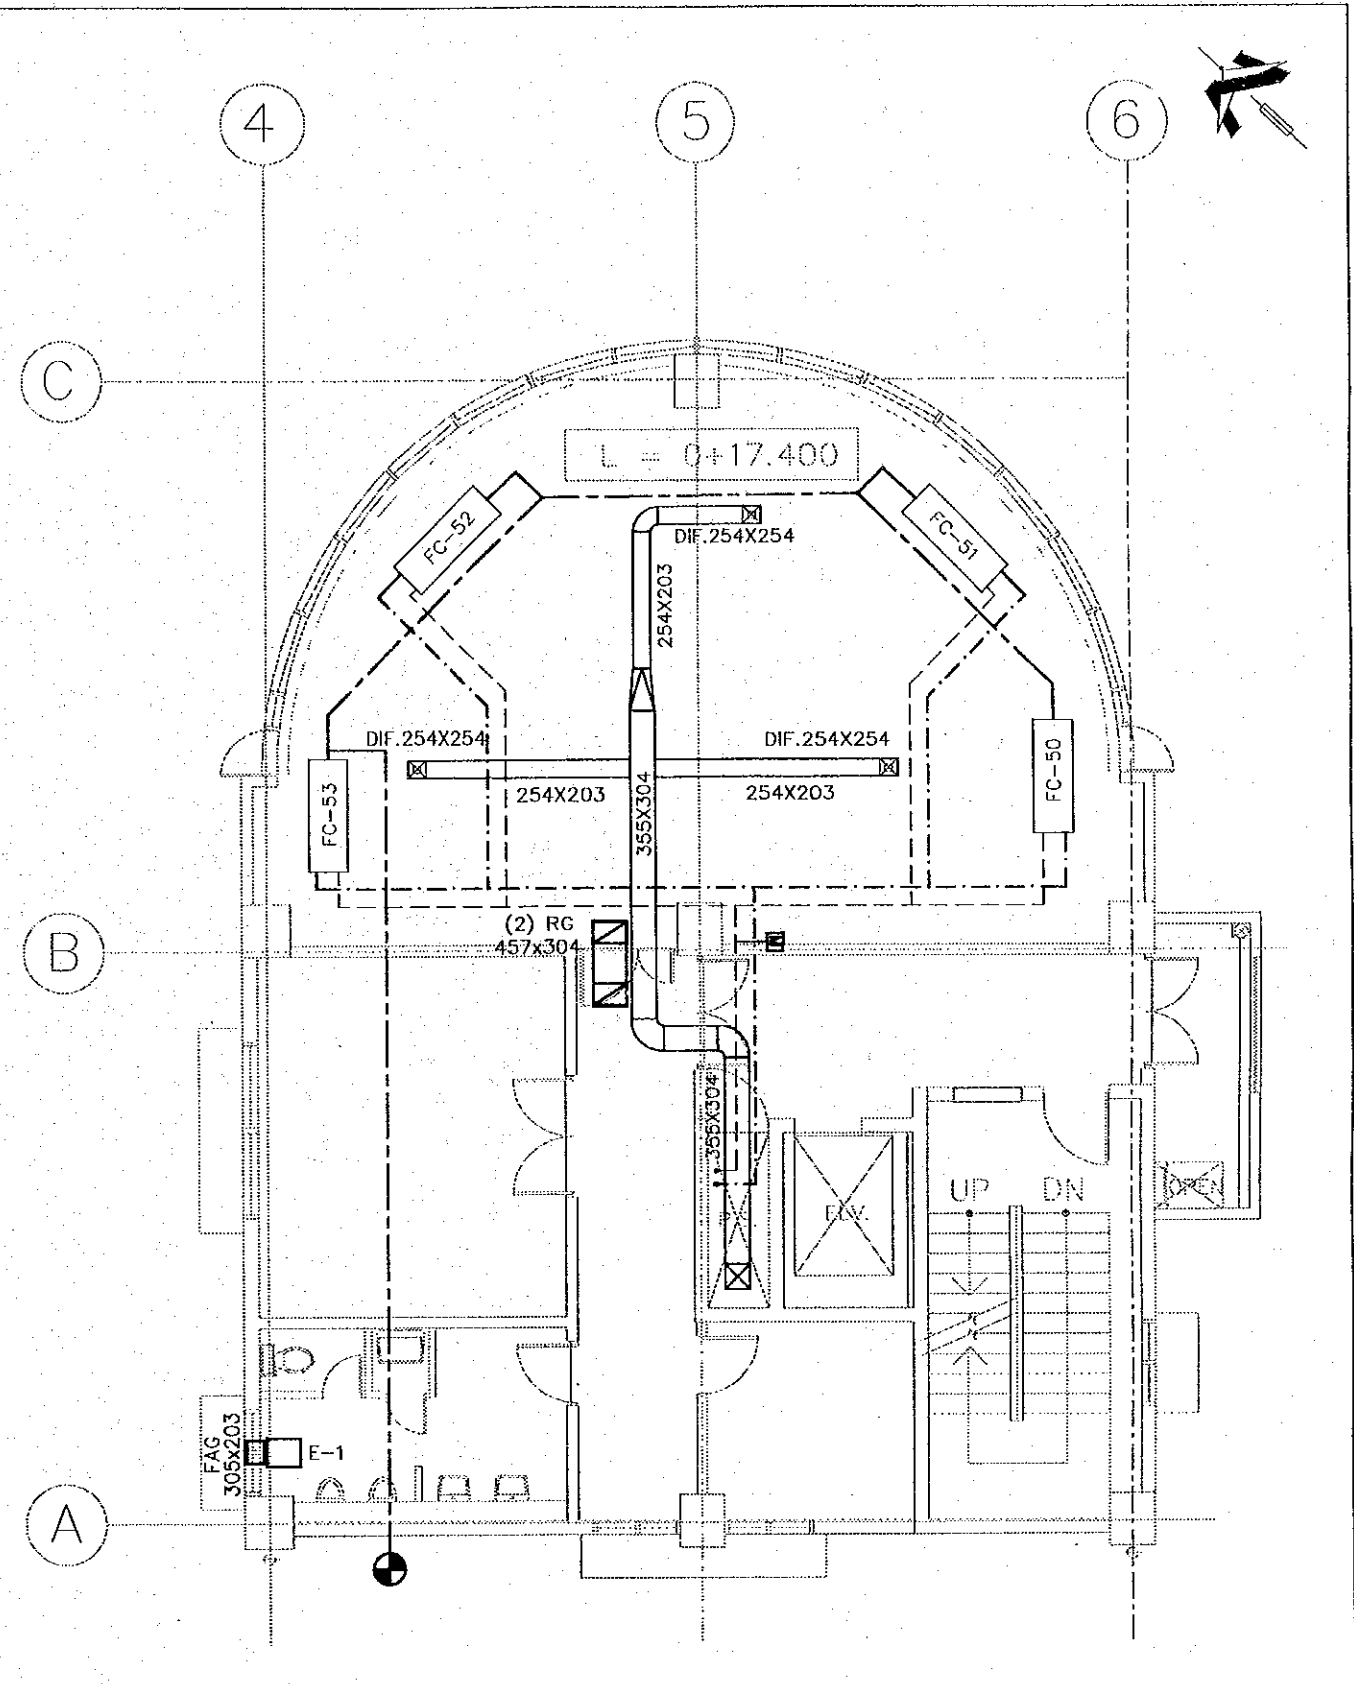 4
5
6
C
L = 0+17.400
FC-52
FC-51
DIF.254X254
254X203
DIF.254X254
DIF.254X254
FC-53
254X203
254X203
FC-50
355X304
(2) RG
457x304
B
M
355X304
UP
DN
OPEN
ELV.
FAG
305x203
E-1
A